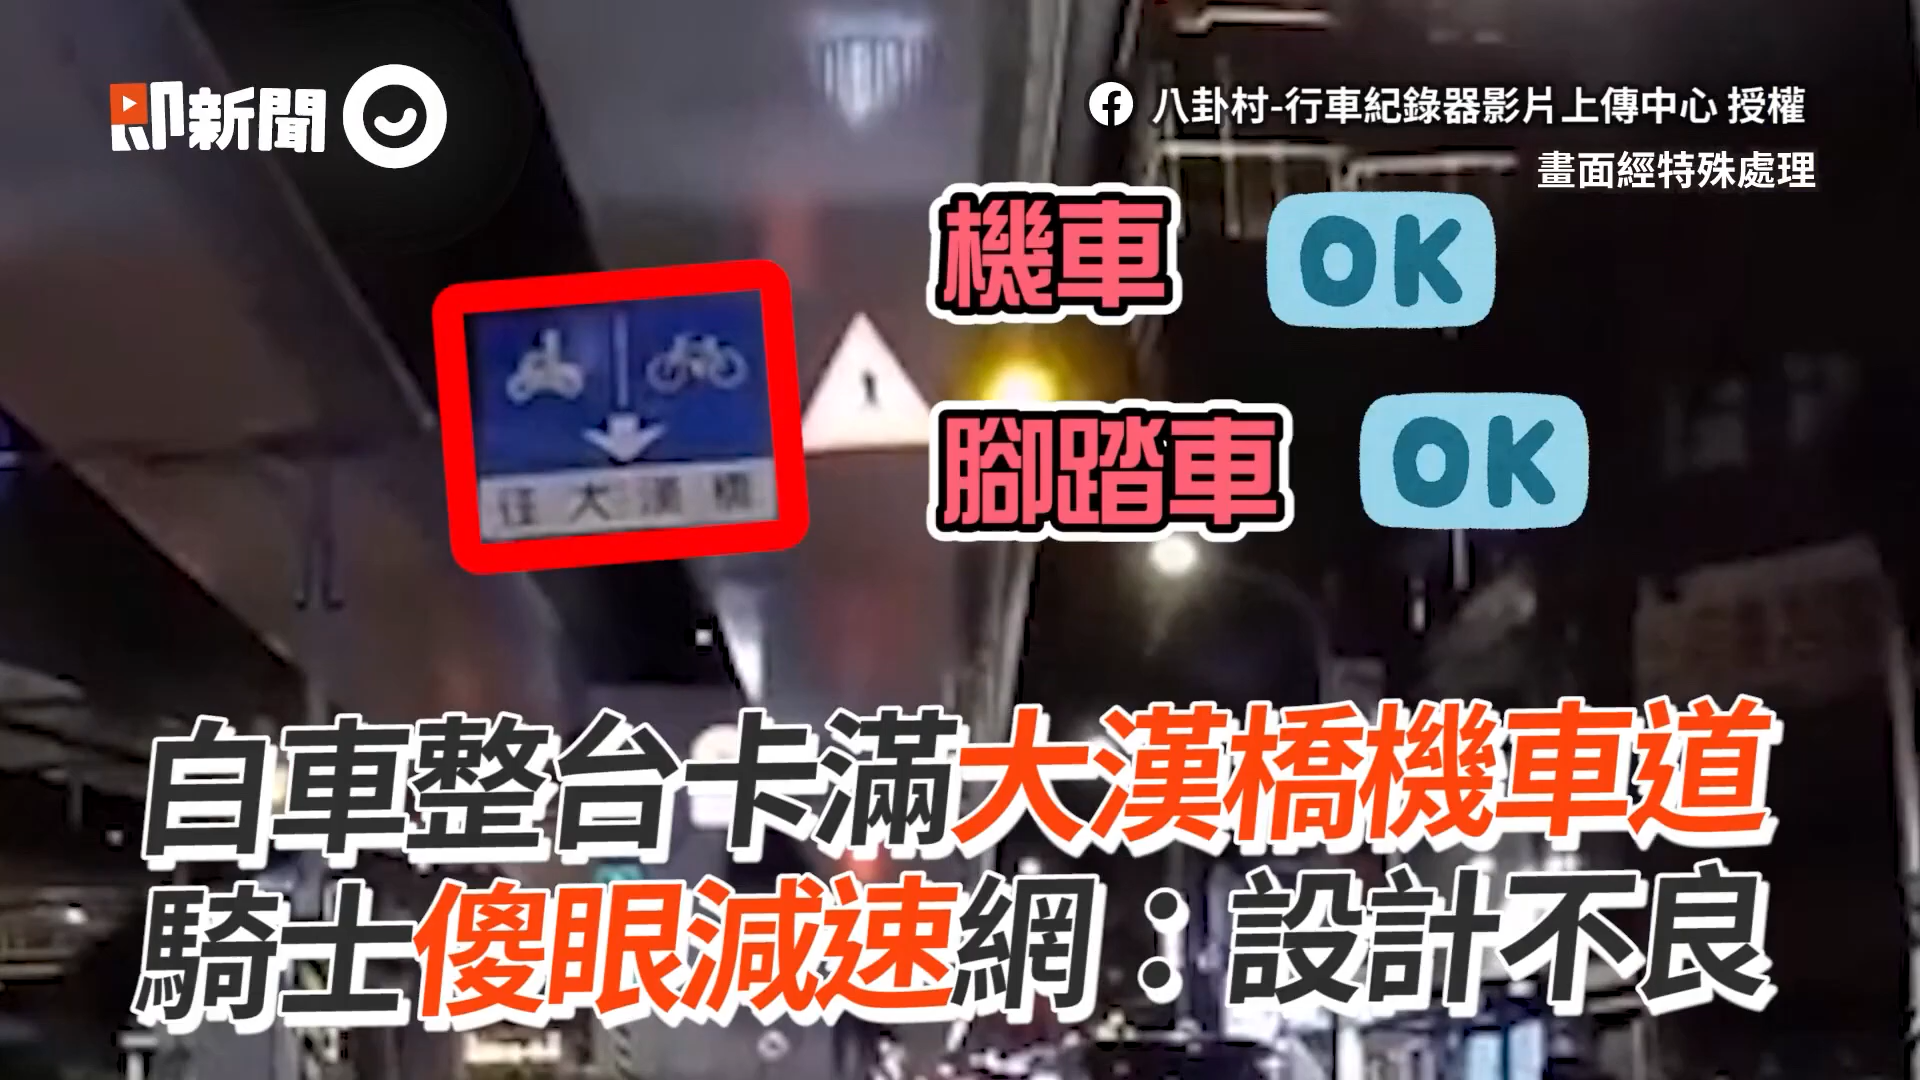 即新聞
八卦村-行車紀錄器影片上傳中心 授權
畫面經特殊處理
機車 OK
往大漢橋
腳踏車 OK
白車整台卡滿大漢橋機車道
騎士傻眼減速網：設計不良